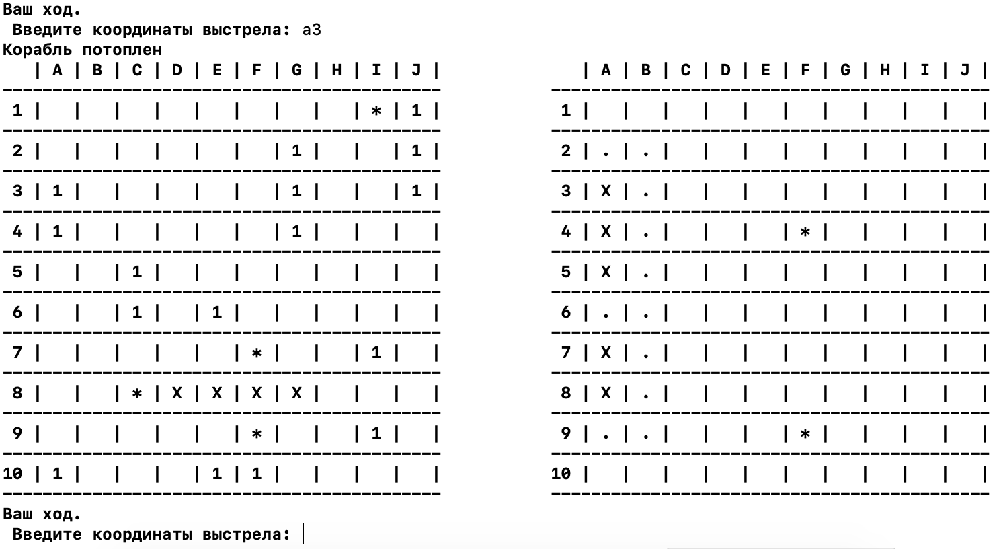 Ваш ход.
 Введите координаты выстрела: a3
Корабль потоплен
   | A | B | C | D | E | F | G | H | I | J |               | A | B | C | D | E | F | G | H | I | J |
--------------------------------------------           --------------------------------------------
 1 |   |   |   |   |   |   |   |   | * | 1 |             1 |   |   |   |   |   |   |   |   |   |   |
--------------------------------------------           --------------------------------------------
 2 |   |   |   |   |   |   | 1 |   |   | 1 |             2 | . | . |   |   |   |   |   |   |   |   |
--------------------------------------------           --------------------------------------------
 3 | 1 |   |   |   |   |   | 1 |   |   | 1 |             3 | X | . |   |   |   |   |   |   |   |   |
--------------------------------------------           --------------------------------------------
 4 | 1 |   |   |   |   |   | 1 |   |   |   |             4 | X | . |   |   |   | * |   |   |   |   |
--------------------------------------------           --------------------------------------------
 5 |   |   | 1 |   |   |   |   |   |   |   |             5 | X | . |   |   |   |   |   |   |   |   |
--------------------------------------------           --------------------------------------------
 6 |   |   | 1 |   | 1 |   |   |   |   |   |             6 | . | . |   |   |   |   |   |   |   |   |
--------------------------------------------           --------------------------------------------
 7 |   |   |   |   |   | * |   |   | 1 |   |             7 | X | . |   |   |   |   |   |   |   |   |
--------------------------------------------           --------------------------------------------
 8 |   |   | * | X | X | X | X |   |   |   |             8 | X | . |   |   |   |   |   |   |   |   |
--------------------------------------------           --------------------------------------------
 9 |   |   |   |   |   | * |   |   | 1 |   |             9 | . | . |   |   |   | * |   |   |   |   |
--------------------------------------------           --------------------------------------------
10 | 1 |   |   |   | 1 | 1 |   |   |   |   |            10 |   |   |   |   |   |   |   |   |   |   |
--------------------------------------------           --------------------------------------------
Ваш ход.
 Введите координаты выстрела: